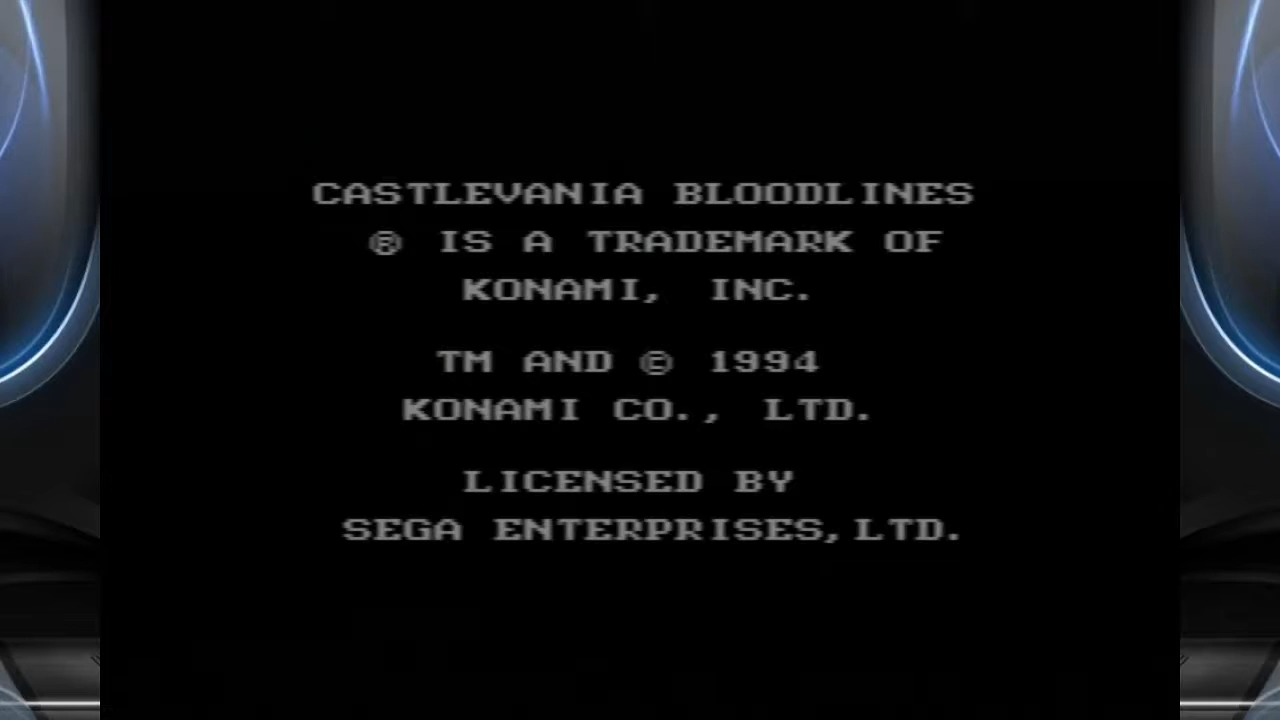 CASTLEVANIA BLOODLINES
® IS A TRADEMARK OF
KONAMI, INC.
TM AND © 1994
KONAMI CO., LTD.
LICENSED BY
SEGA ENTERPRISES,LTD.